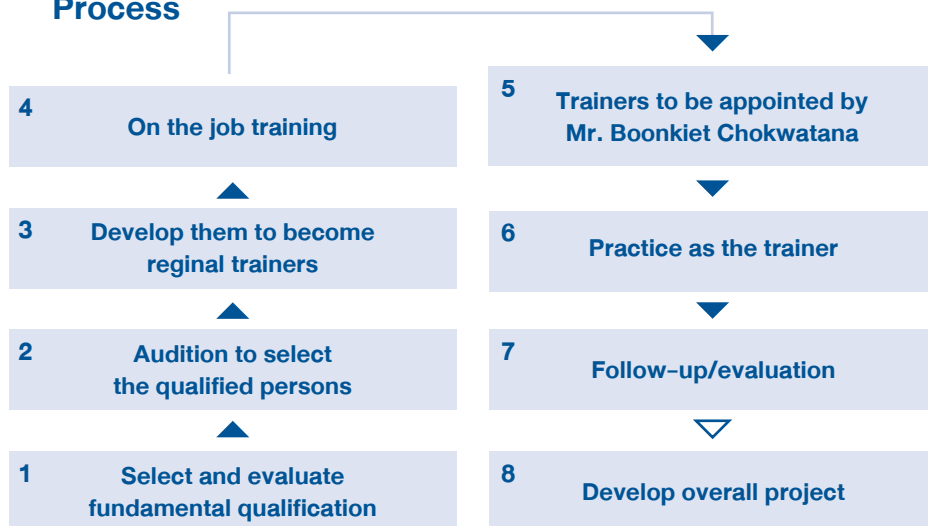 Process
4
On the job training
3
Develop them to become
reginal trainers
2
Audition to select
the qualified persons
1
Select and evaluate
fundamental qualification
5
Trainers to be appointed by
Mr. Boonkiet Chokwatana
6
Practice as the trainer
7
Follow-up/evaluation
8
Develop overall project